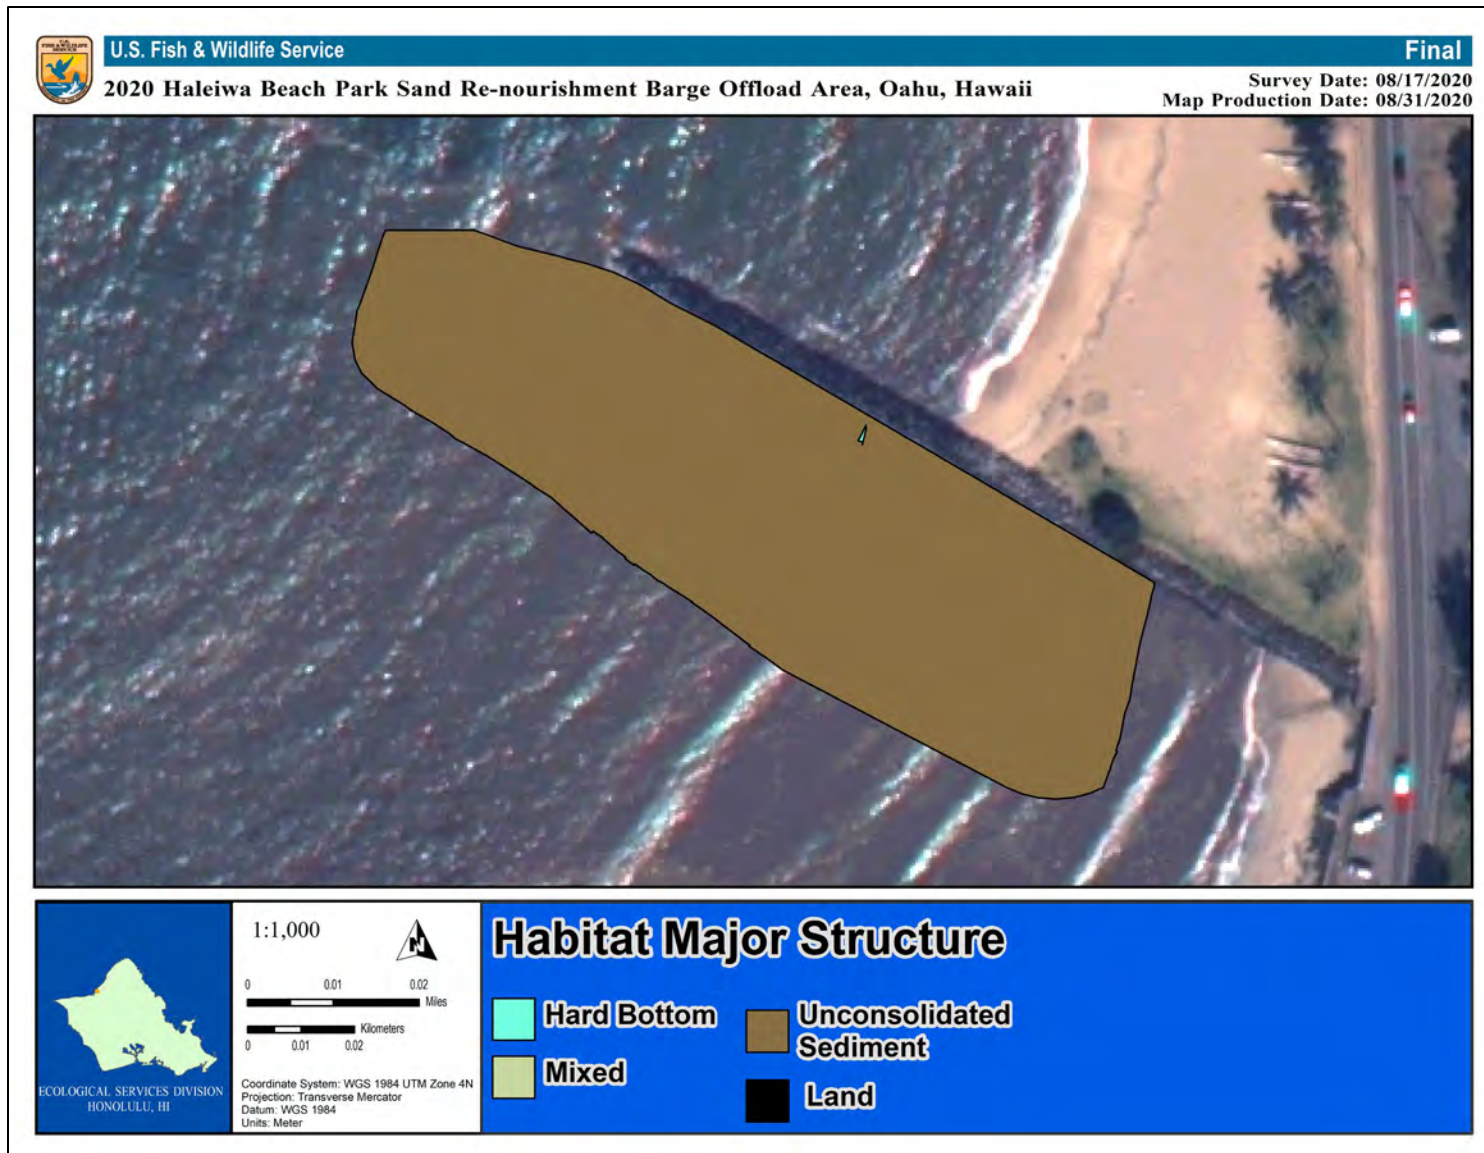 U.S.
FISH & WILDLIFE
SERVICE
U.S. Fish & Wildlife Service
Final
2020 Haleiwa Beach Park Sand Re-nourishment Barge Offload Area, Oahu, Hawaii
Survey Date: 08/17/2020
Map Production Date: 08/31/2020
ECOLOGICAL SERVICES DIVISION
HONOLULU, HI
1:1,000
N
0 0.01 0.02
Miles
Kilometers
0 0.01 0.02
Coordinate System: WGS 1984 UTM Zone 4N
Projection: Transverse Mercator
Datum: WGS 1984
Units: Meter
Habitat Major Structure
Hard Bottom
Mixed
Unconsolidated
Sediment
Land